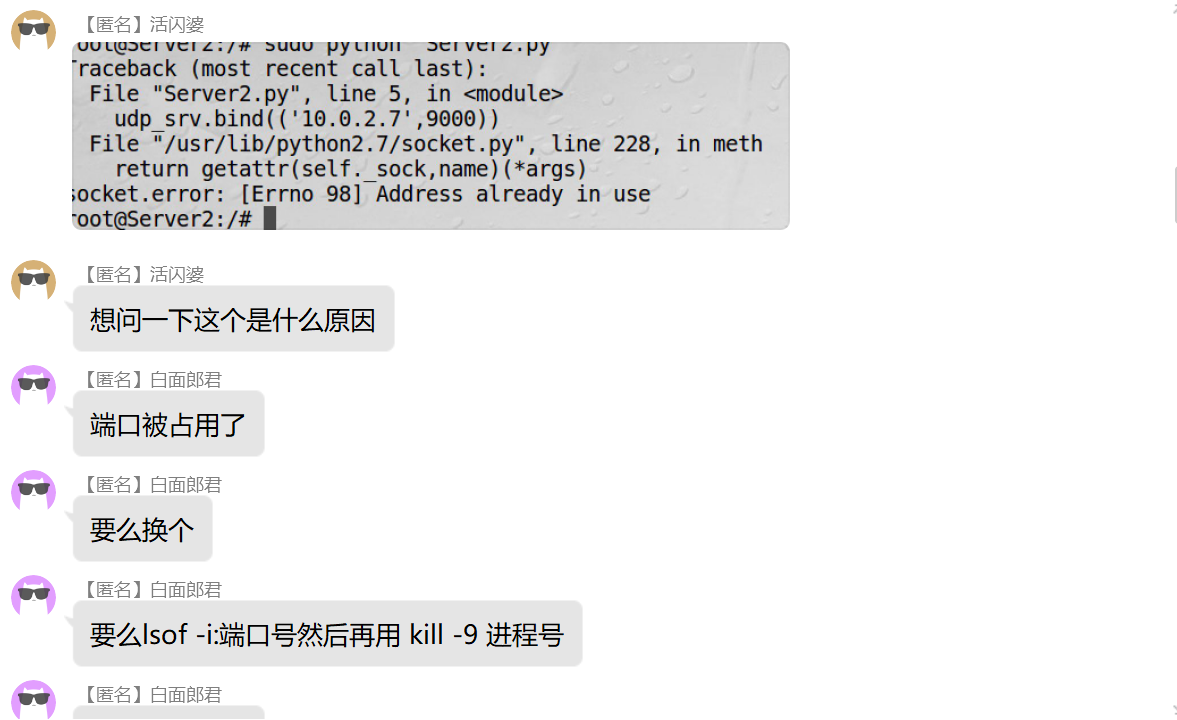 【匿名】活闪婆
root@Server2:/# sudo python  Server2.py
Traceback (most recent call last):
  File "Server2.py", line 5, in <module>
    udp_srv.bind(('10.0.2.7',9000))
  File "/usr/lib/python2.7/socket.py", line 228, in meth
    return getattr(self._sock,name)(*args)
socket.error: [Errno 98] Address already in use
root@Server2:/#
【匿名】活闪婆
想问一下这个是什么原因
【匿名】白面郎君
端口被占用了
【匿名】白面郎君
要么换个
【匿名】白面郎君
要么lsof -i:端口号然后再用 kill -9 进程号
【匿名】白面郎君